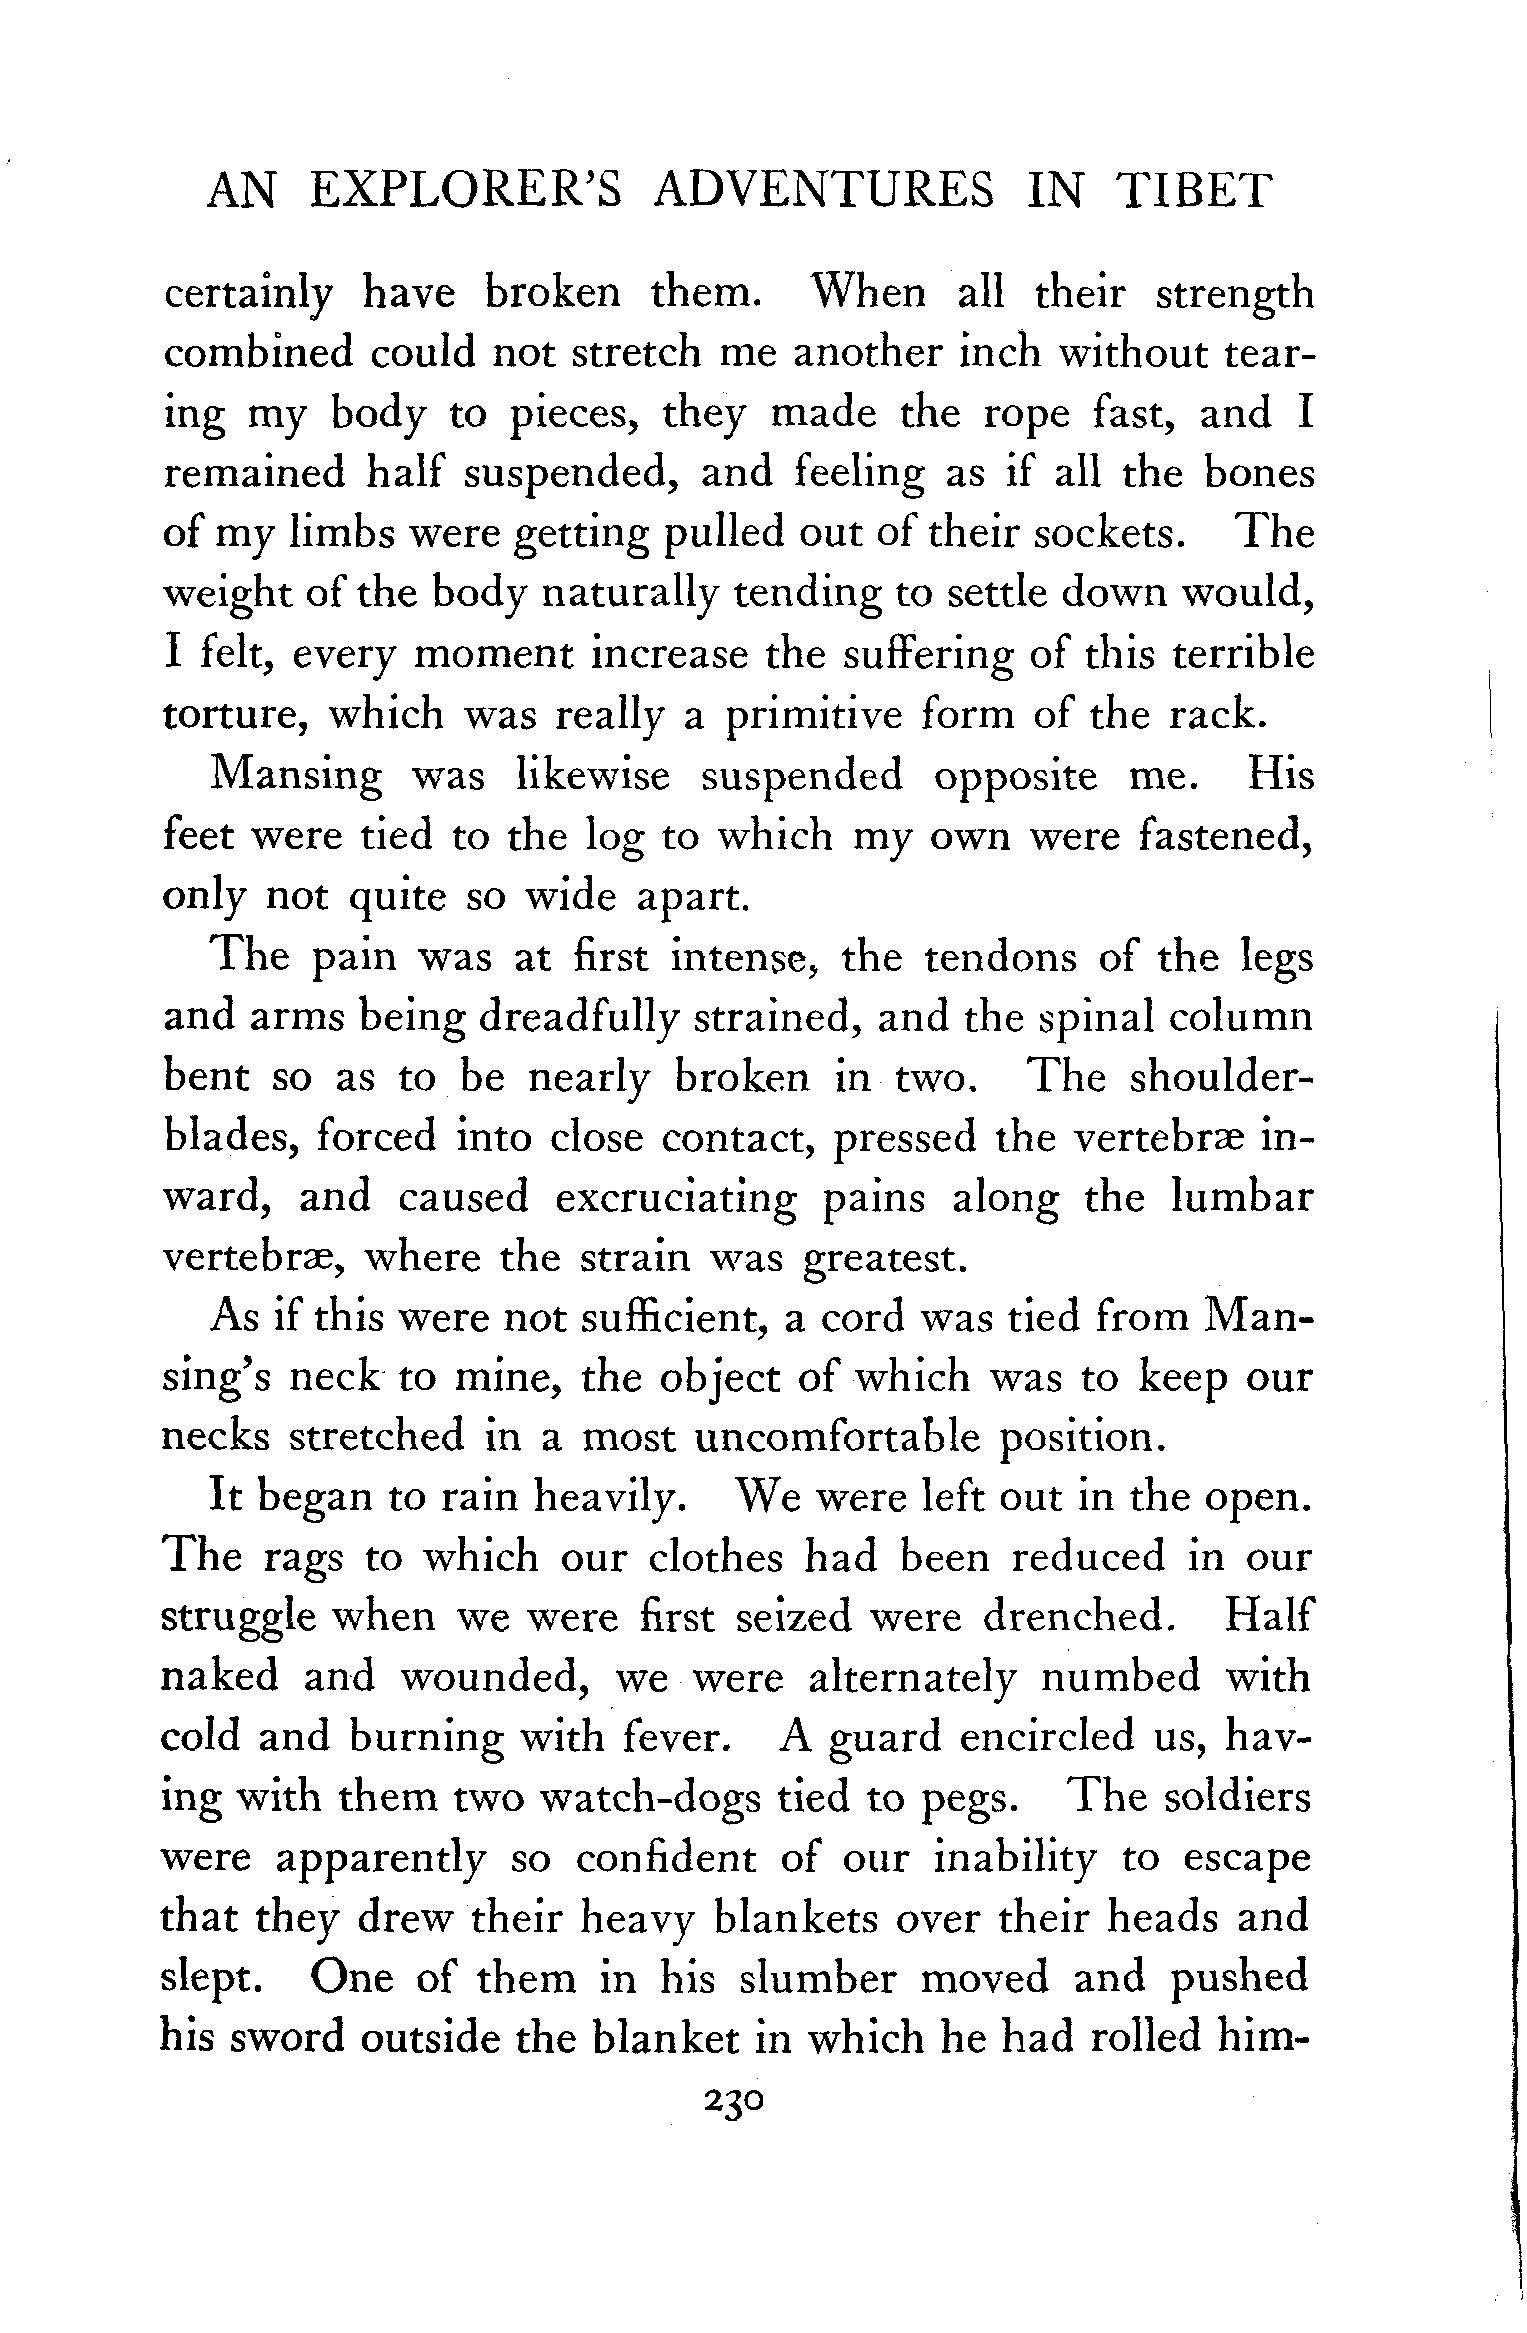 AN EXPLORER'S ADVENTURES IN TIBET
certainly have broken them. When all their strength
combined could not stretch me another inch without tear-
ing my body to pieces, they made the rope fast, and I
remained half suspended, and feeling as if all the bones
of my limbs were getting pulled out of their sockets. The
weight of the body naturally tending to settle down would,
I felt, every moment increase the suffering of this terrible
torture, which was really a primitive form of the rack.
Mansing was likewise suspended opposite me. His
feet were tied to the log to which my own were fastened,
only not quite so wide apart.
The pain was at first intense, the tendons of the legs
and arms being dreadfully strained, and the spinal column
bent so as to be nearly broken in two. The shoulder-
blades, forced into close contact, pressed the vertebræ in-
ward, and caused excruciating pains along the lumbar
vertebræ, where the strain was greatest.
As if this were not sufficient, a cord was tied from Man-
sing's neck to mine, the object of which was to keep our
necks stretched in a most uncomfortable position.
It began to rain heavily. We were left out in the open.
The rags to which our clothes had been reduced in our
struggle when we were first seized were drenched. Half
naked and wounded, we were alternately numbed with
cold and burning with fever. A guard encircled us, hav-
ing with them two watch-dogs tied to pegs. The soldiers
were apparently so confident of our inability to escape
that they drew their heavy blankets over their heads and
slept. One of them in his slumber moved and pushed
his sword outside the blanket in which he had rolled him-
230